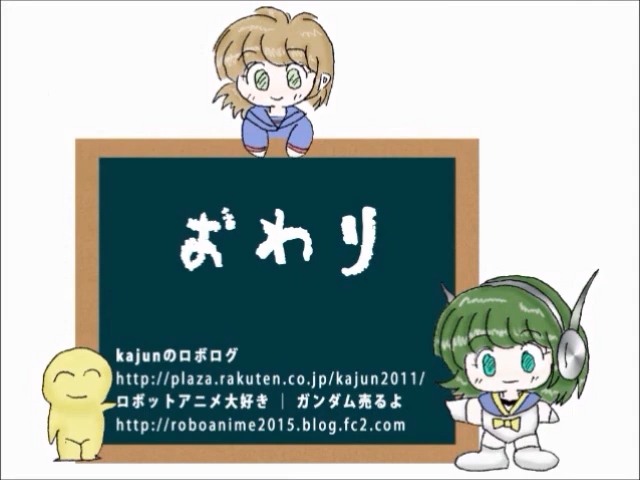 おわり
kajunのロボログ
http://plaza.rakuten.co.jp/kajun2011/
ロボットアニメ大好き | ガンダム売るよ
http://roboanime2015.blog.fc2.com